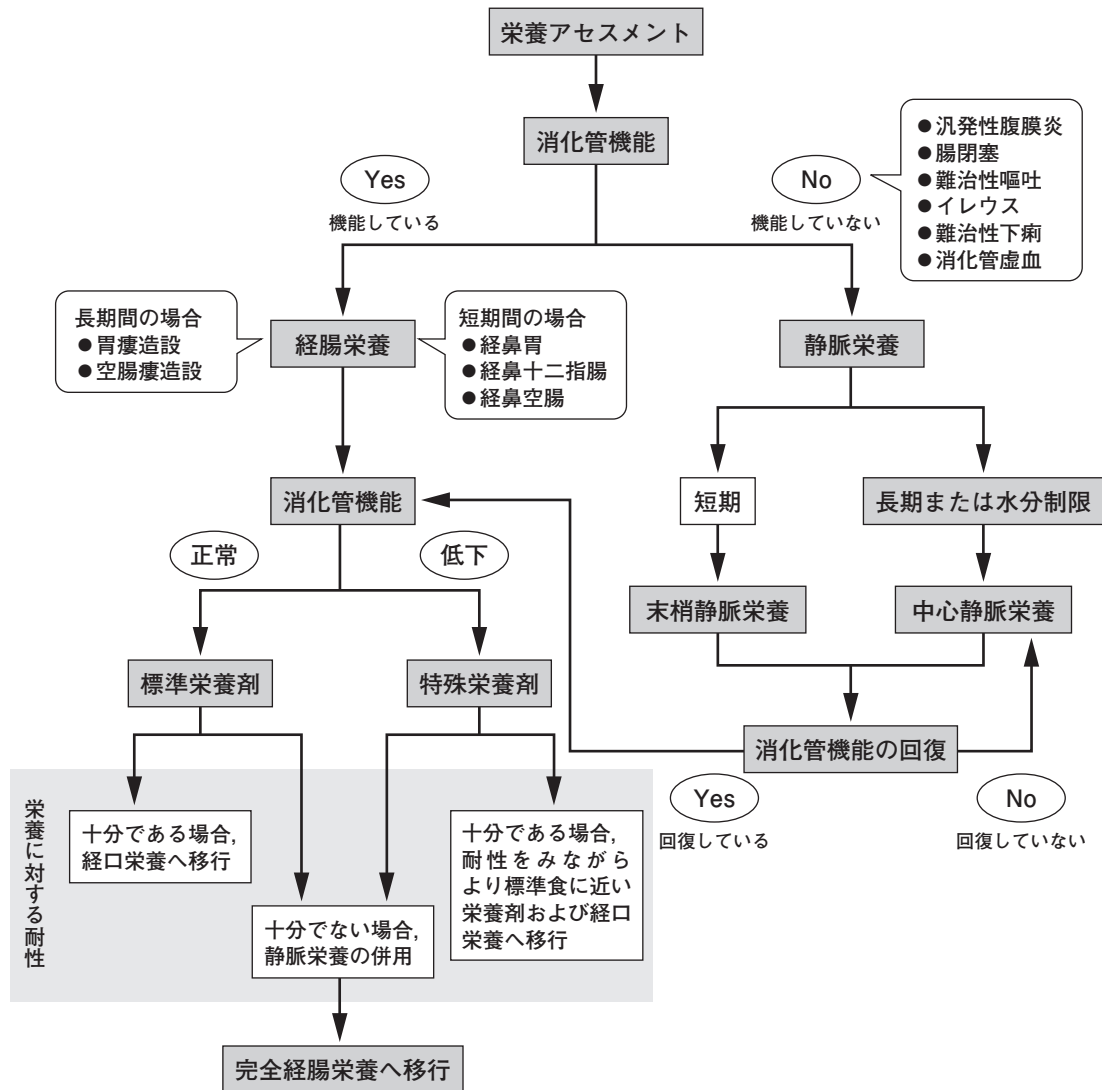 栄養アセスメント
消化管機能
Yes
機能している
No
機能していない
●汎発性腹膜炎
●腸閉塞
●難治性嘔吐
●イレウス
●難治性下痢
●消化管虚血
長期間の場合
●胃瘻造設
●空腸瘻造設
経腸栄養
短期間の場合
●経鼻胃
●経鼻十二指腸
●経鼻空腸
静脈栄養
消化管機能
短期
長期または水分制限
正常
低下
末梢静脈栄養
中心静脈栄養
標準栄養剤
特殊栄養剤
消化管機能の回復
Yes
回復している
No
回復していない
栄養に対する耐性
十分である場合,
経口栄養へ移行
十分である場合,
耐性をみながら
より標準食に近い
栄養剤および経口
栄養へ移行
十分でない場合,
静脈栄養の併用
完全経腸栄養へ移行